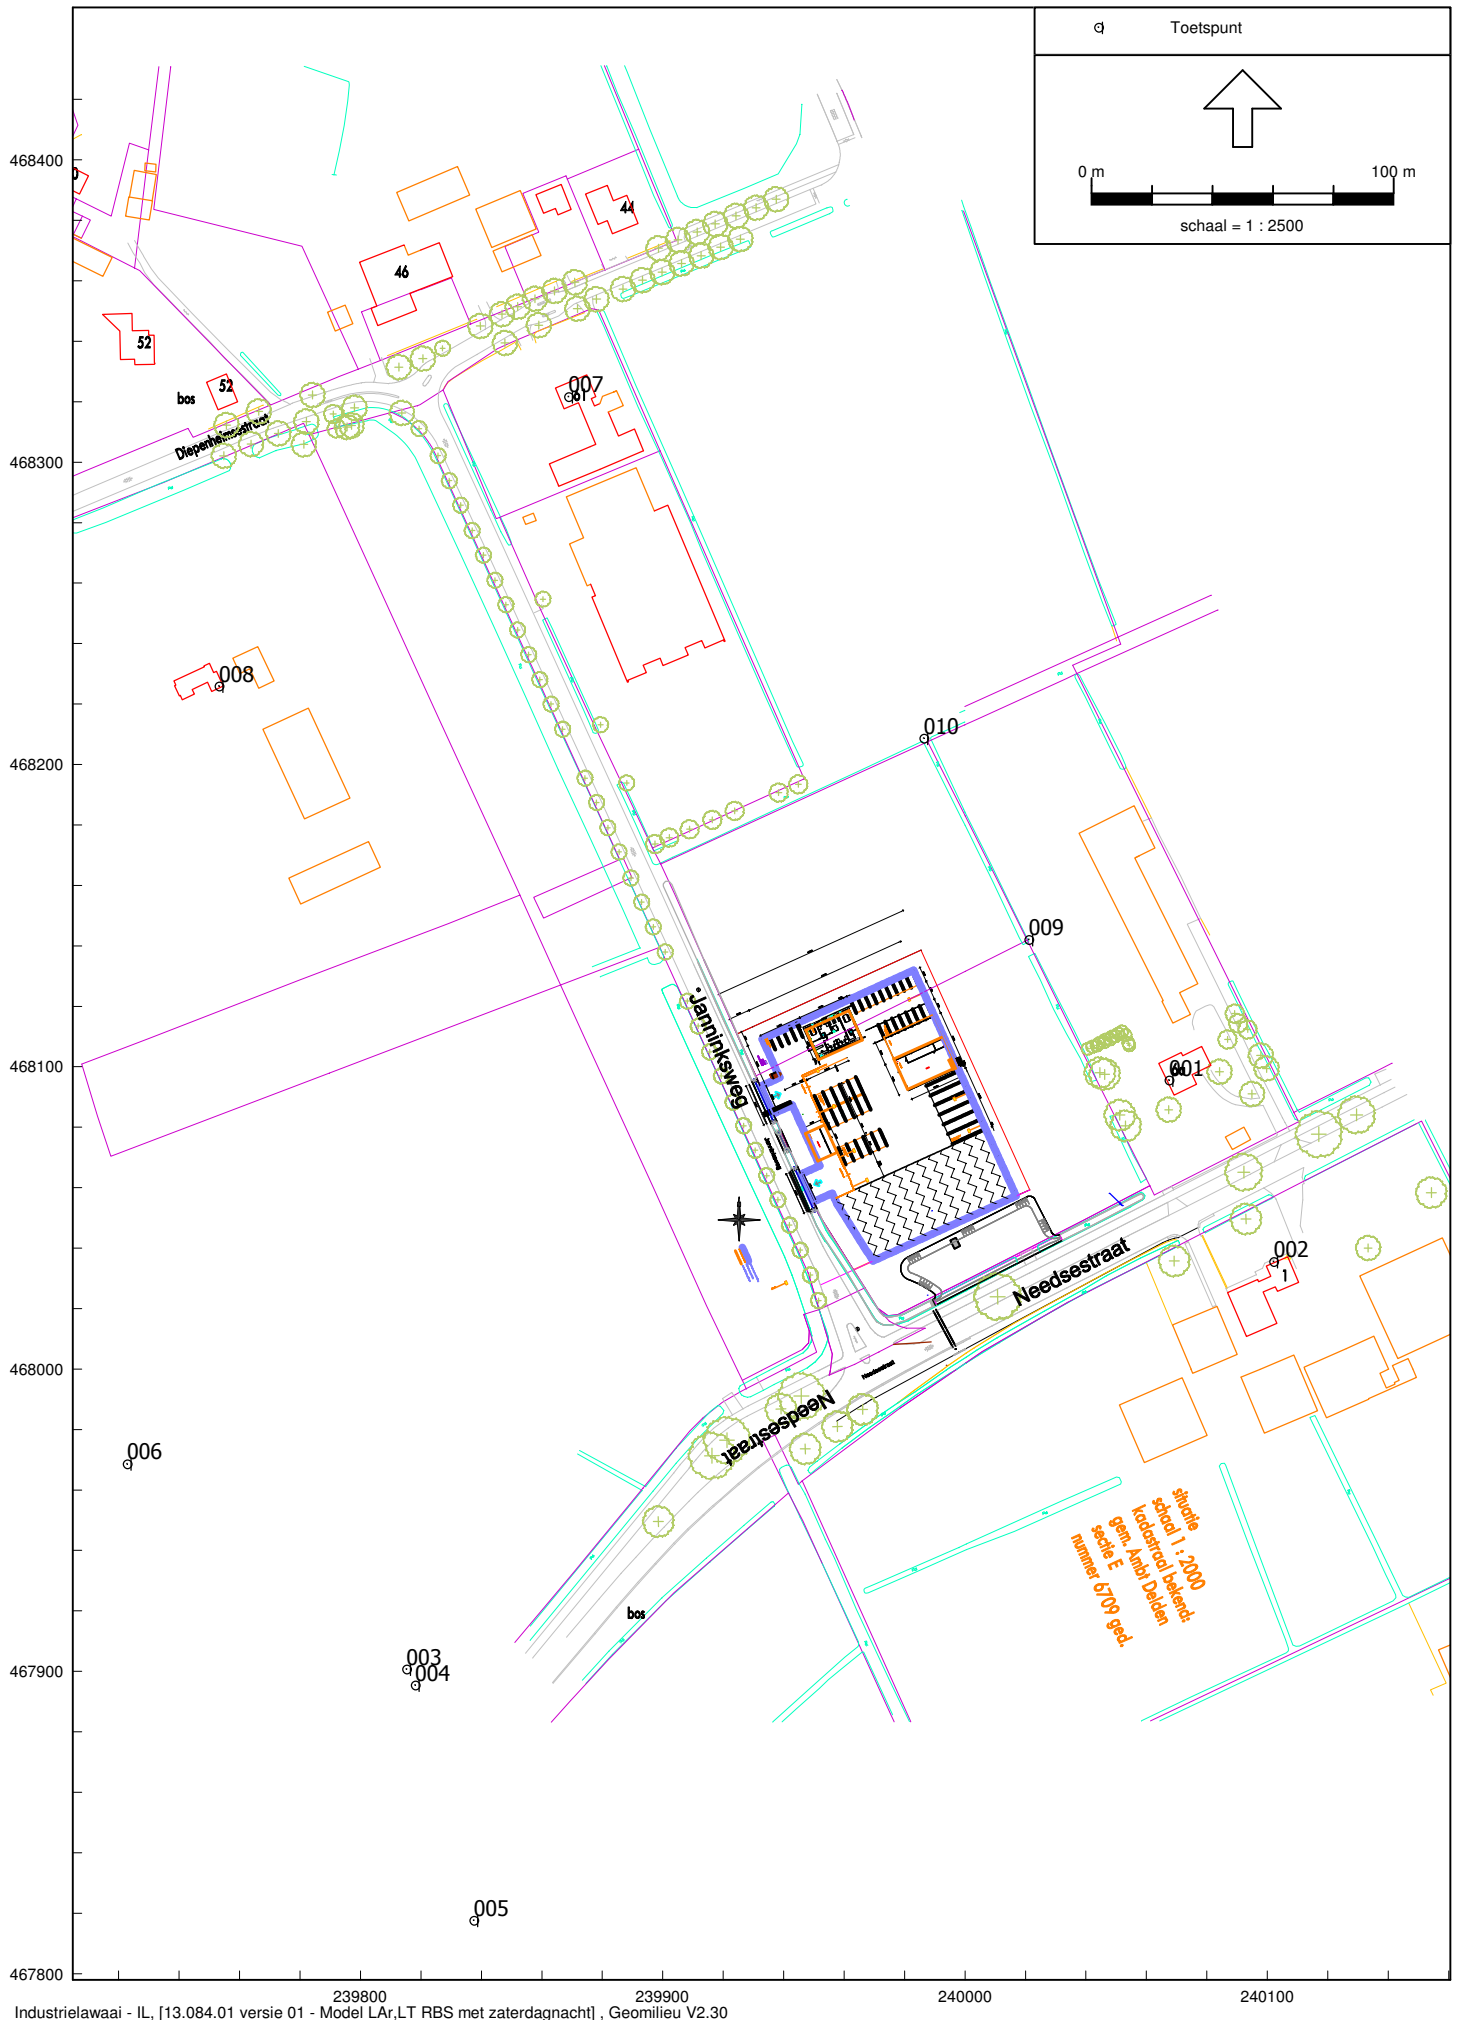 Toetspunt
0 m 100 m
schaal = 1 : 2500
468400
468300
468200
468100
468000
467900
467800
44
46
52
52
bos
Diepenheimsestraat
007
61
008
010
009
Janninksweg
001
002
1
Needsestraat
Needsestraat
Needsestraat
006
situatie
schaal 1 : 2000
kadastraal bekend:
gem. Ambt Delden
sectie E
nummer 6709 ged.
bos
003
004
005
239800 239900 240000 240100
Industrielawaai - IL, [13.084.01 versie 01 - Model LAr,LT RBS met zaterdagnacht] , Geomilieu V2.30